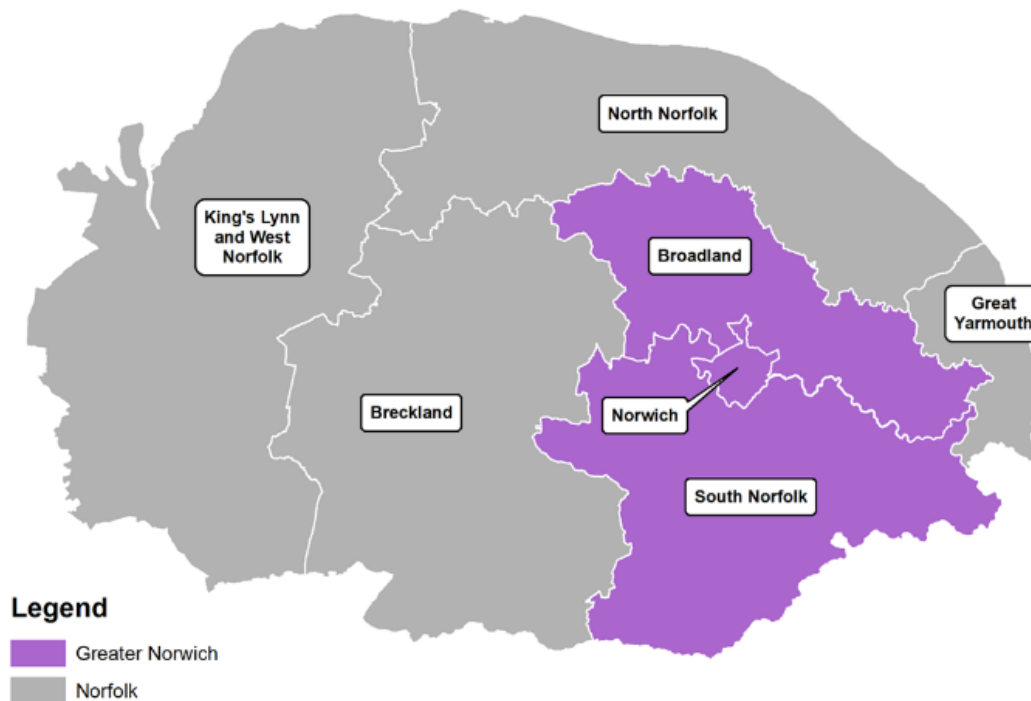 North Norfolk
King's Lynn
and West
Norfolk
Broadland
Great
Yarmouth
Breckland
Norwich
South Norfolk
Legend
Greater Norwich
Norfolk